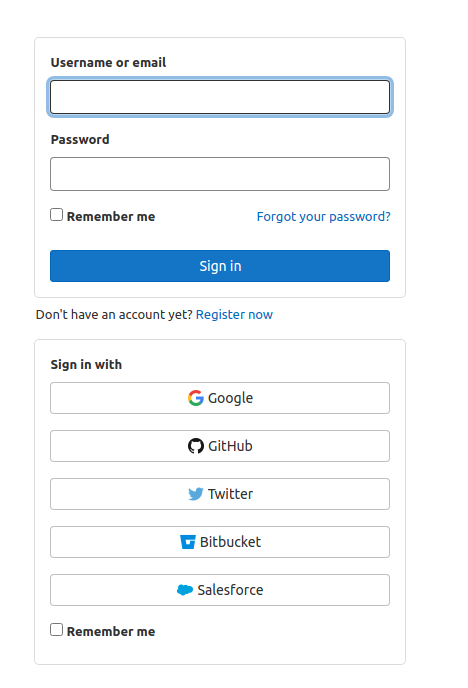 Username or email
Password
Remember me Forgot your password?
Sign in
Don't have an account yet? Register now
Sign in with
Google
GitHub
Twitter
Bitbucket
Salesforce
Remember me